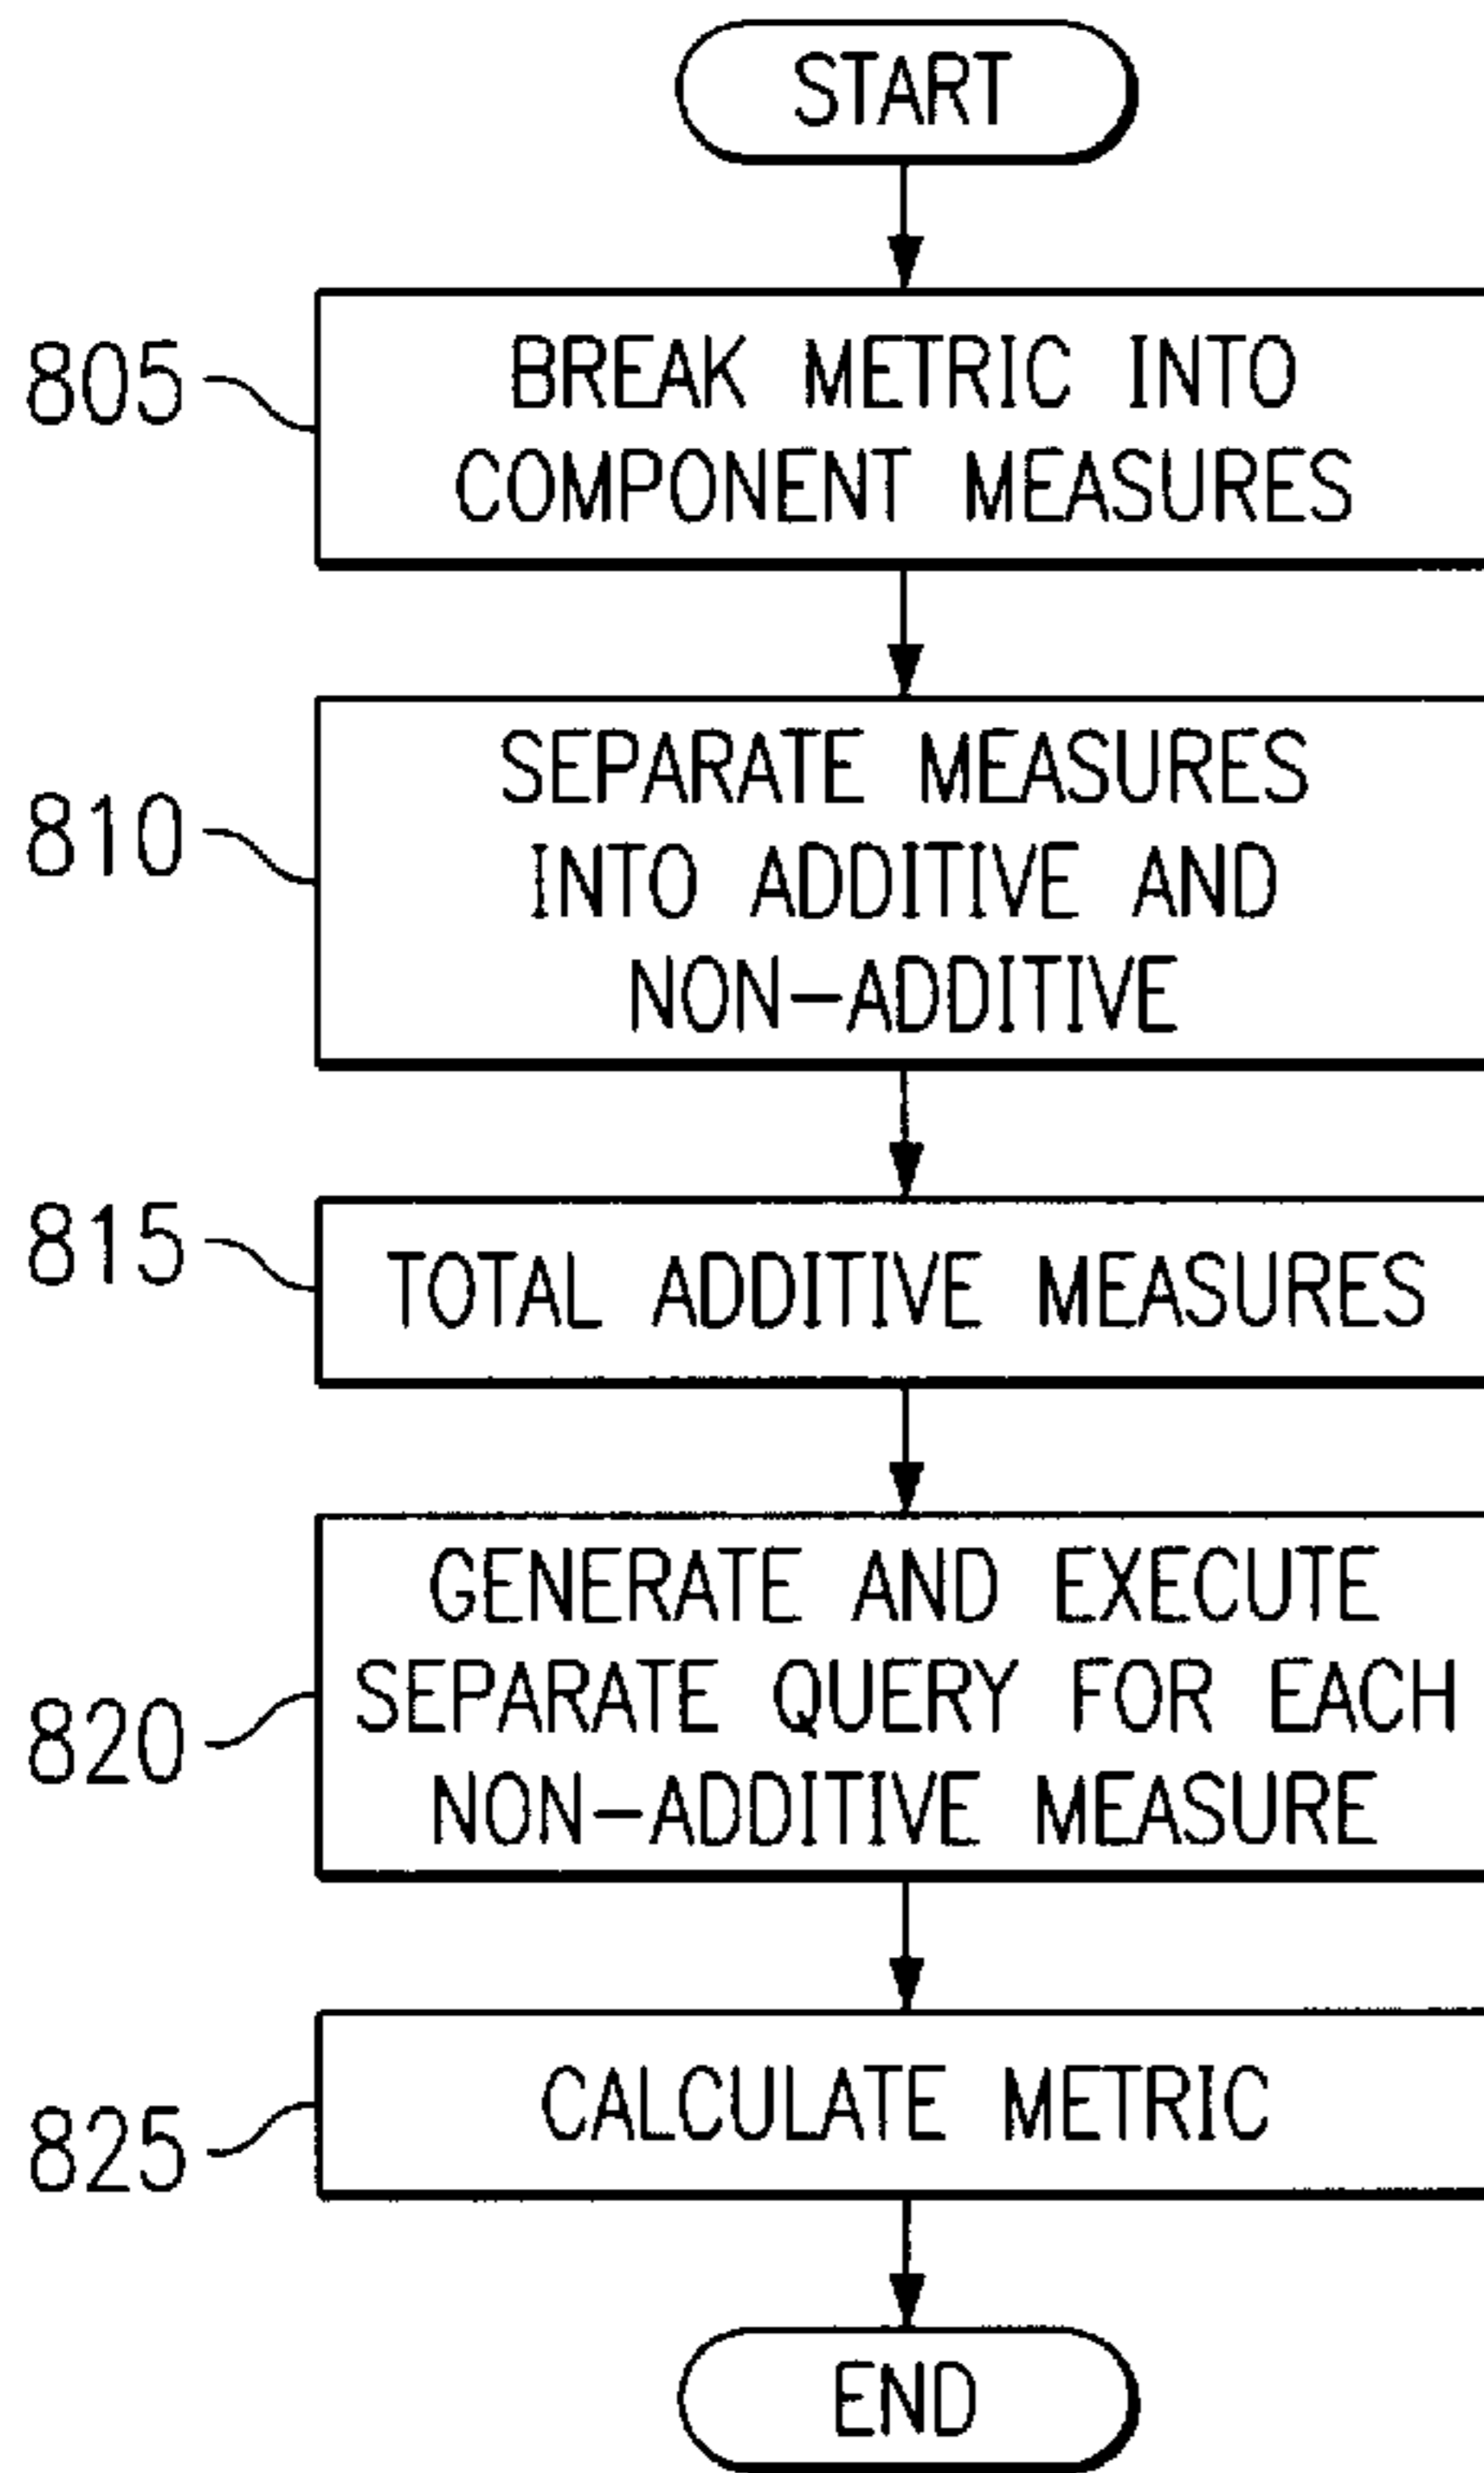 START
805
BREAK METRIC INTO
COMPONENT MEASURES
810
SEPARATE MEASURES
INTO ADDITIVE AND
NON-ADDITIVE
815
TOTAL ADDITIVE MEASURES
820
GENERATE AND EXECUTE
SEPARATE QUERY FOR EACH
NON-ADDITIVE MEASURE
825
CALCULATE METRIC
END